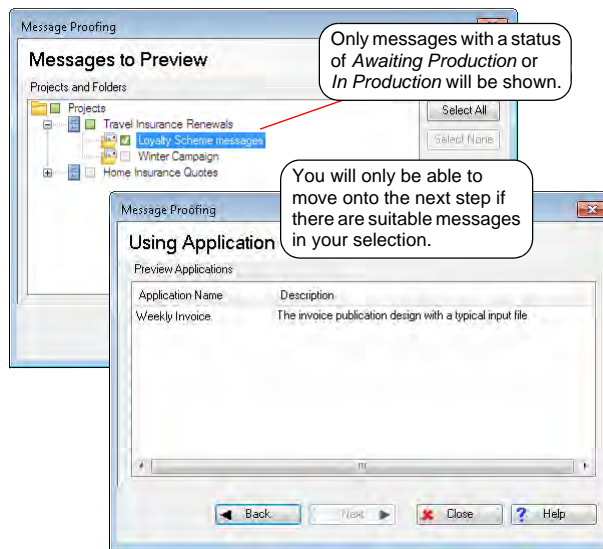 Message Proofing
Messages to Preview
Projects and Folders
Projects
Travel Insurance Renewals
Loyalty Scheme messages
Winter Campaign
Home Insurance Quotes
Select All
Select None
Only messages with a status
of Awaiting Production or
In Production will be shown.
You will only be able to
move onto the next step if
there are suitable messages
in your selection.
Message Proofing
Using Application
Preview Applications
Application Name Description
Weekly Invoice The invoice publication design with a typical input file
Back Next Close ? Help